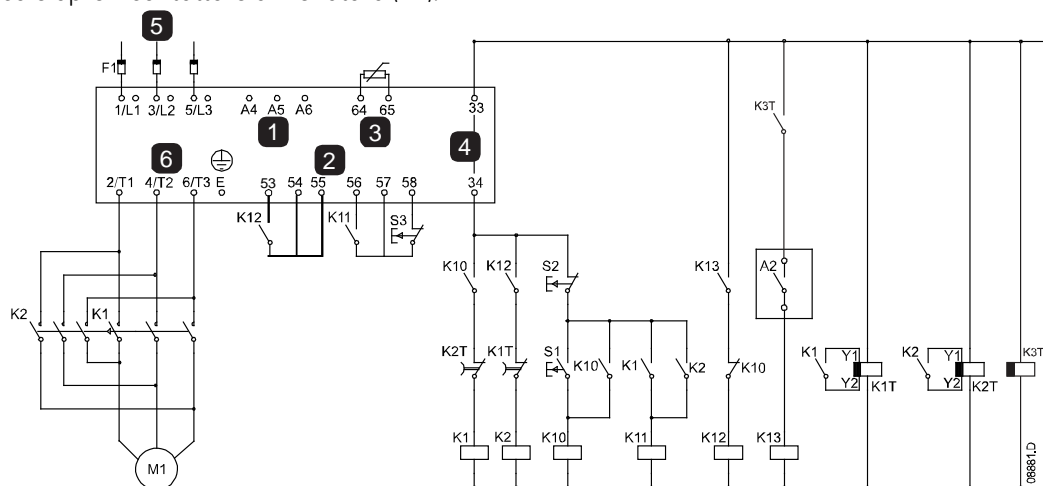 5
F1
1/L1
3/L2
5/L3
A4
A5
A6
64
65
33
1
3
4
6
2
2/T1
4/T2
6/T3
E
53
54
55
56
57
58
34
K12
K11
S3
K3T
K10
K12
S2
K13
A2
K2
K1
K2T
K1T
S1
K10
K1
K2
K10
K1
Y1
Y2
K1T
K2
Y1
Y2
K2T
K3T
K1
K2
K10
K11
K12
K13
M1
08881.D